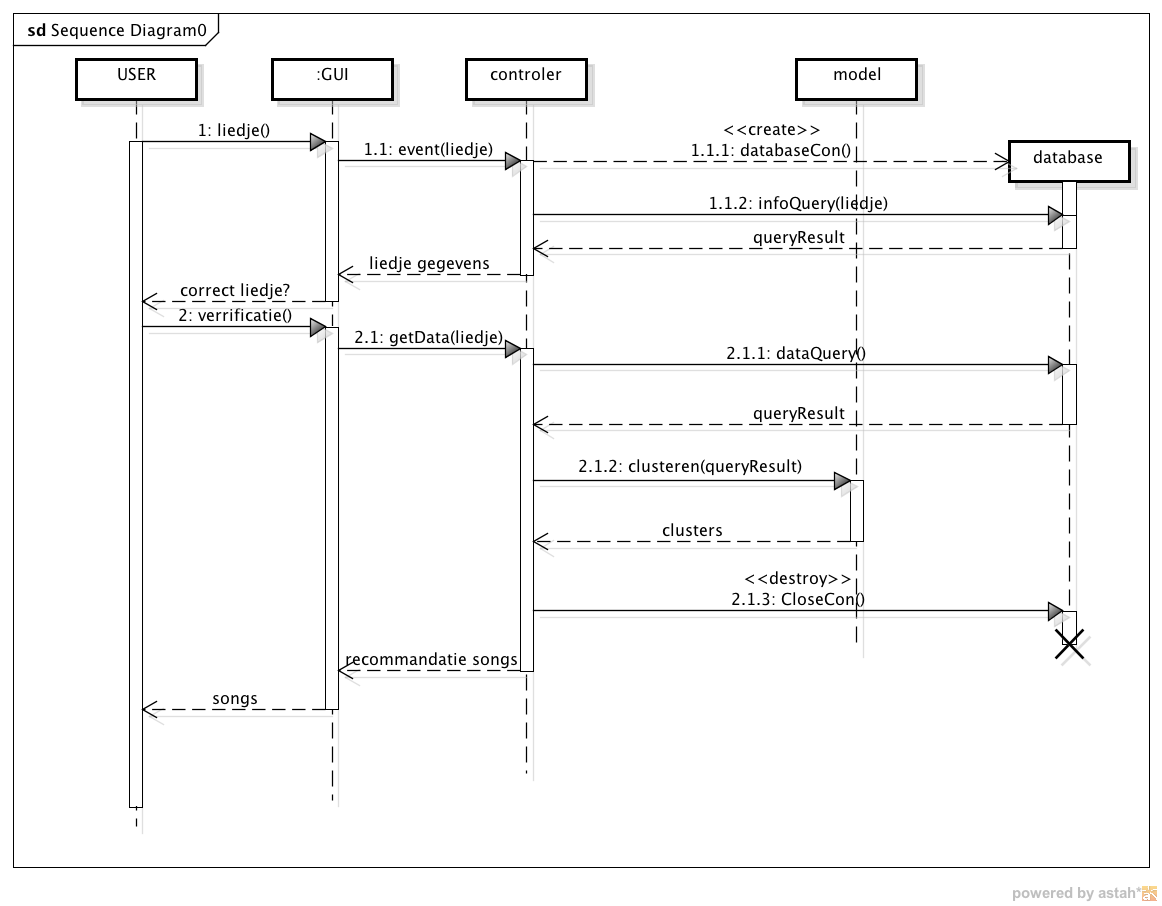 sd Sequence Diagram0
USER
:GUI
controler
model
<<create>>
1: liedje()
1.1: event(liedje)
1.1.1: databaseCon()
database
1.1.2: infoQuery(liedje)
queryResult
liedje gegevens
correct liedje?
2: verrificatie()
2.1: getData(liedje)
2.1.1: dataQuery()
queryResult
2.1.2: clusteren(queryResult)
clusters
<<destroy>>
2.1.3: CloseCon()
recommandatie songs
songs
powered by astah*